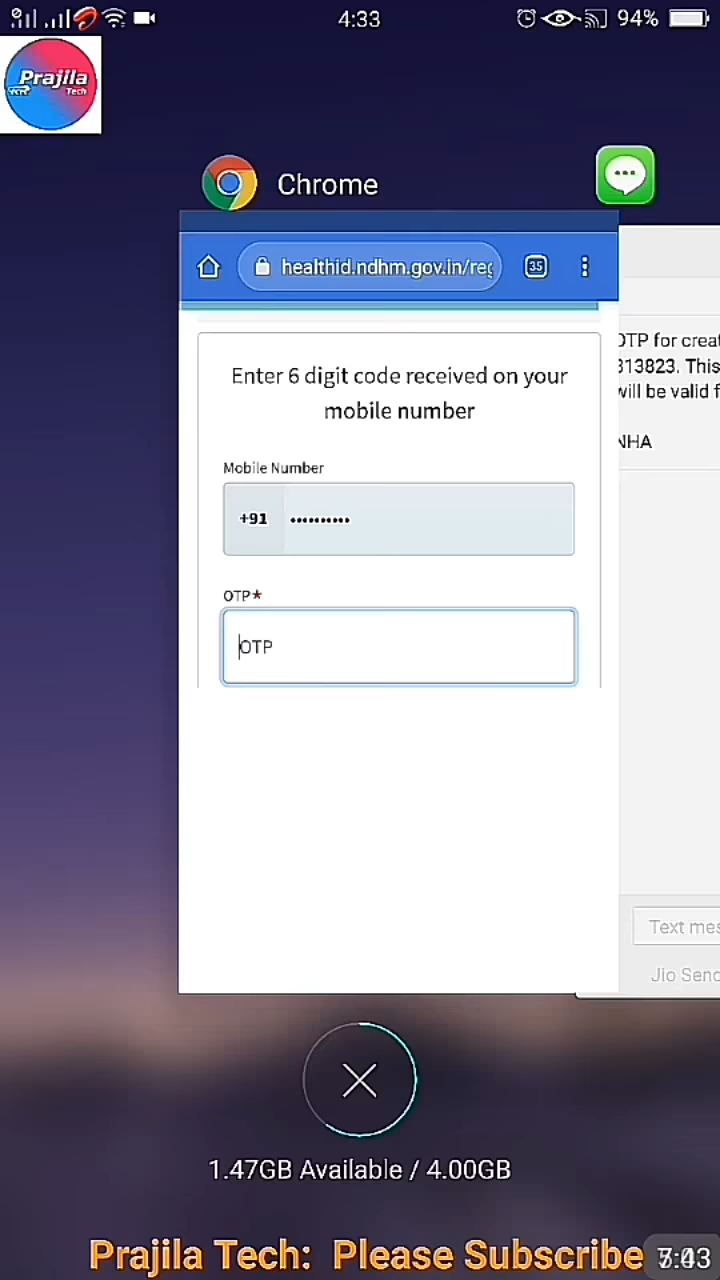 4:33
94%
Prajila
Tech
Chrome
35
healthid.ndhm.gov.in/reg
Enter 6 digit code received on your
mobile number
Mobile Number
+91 ••••••••••
OTP*
OTP
OTP for creat
313823. This
will be valid f
NHA
Text mes
Jio Send
1.47GB Available / 4.00GB
Prajila Tech: Please Subscribe